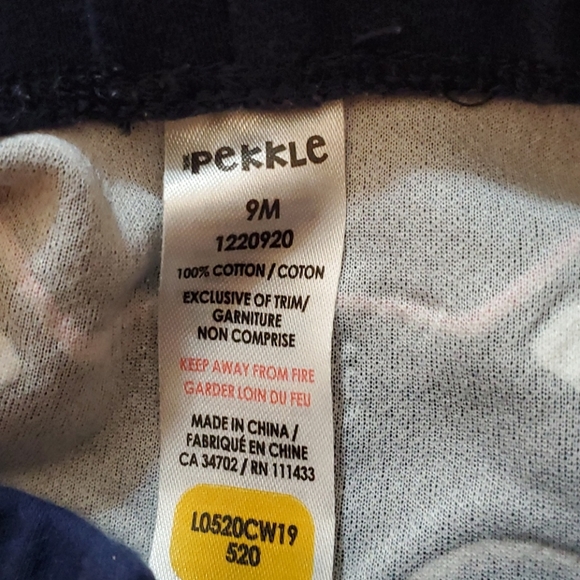 pekkle
9M
1220920
100% COTTON / COTON
EXCLUSIVE OF TRIM/
GARNITURE
NON COMPRISE
KEEP AWAY FROM FIRE
GARDER LOIN DU FEU
MADE IN CHINA /
FABRIQUÉ EN CHINE
CA 34702 / RN 111433
L0520CW19
520